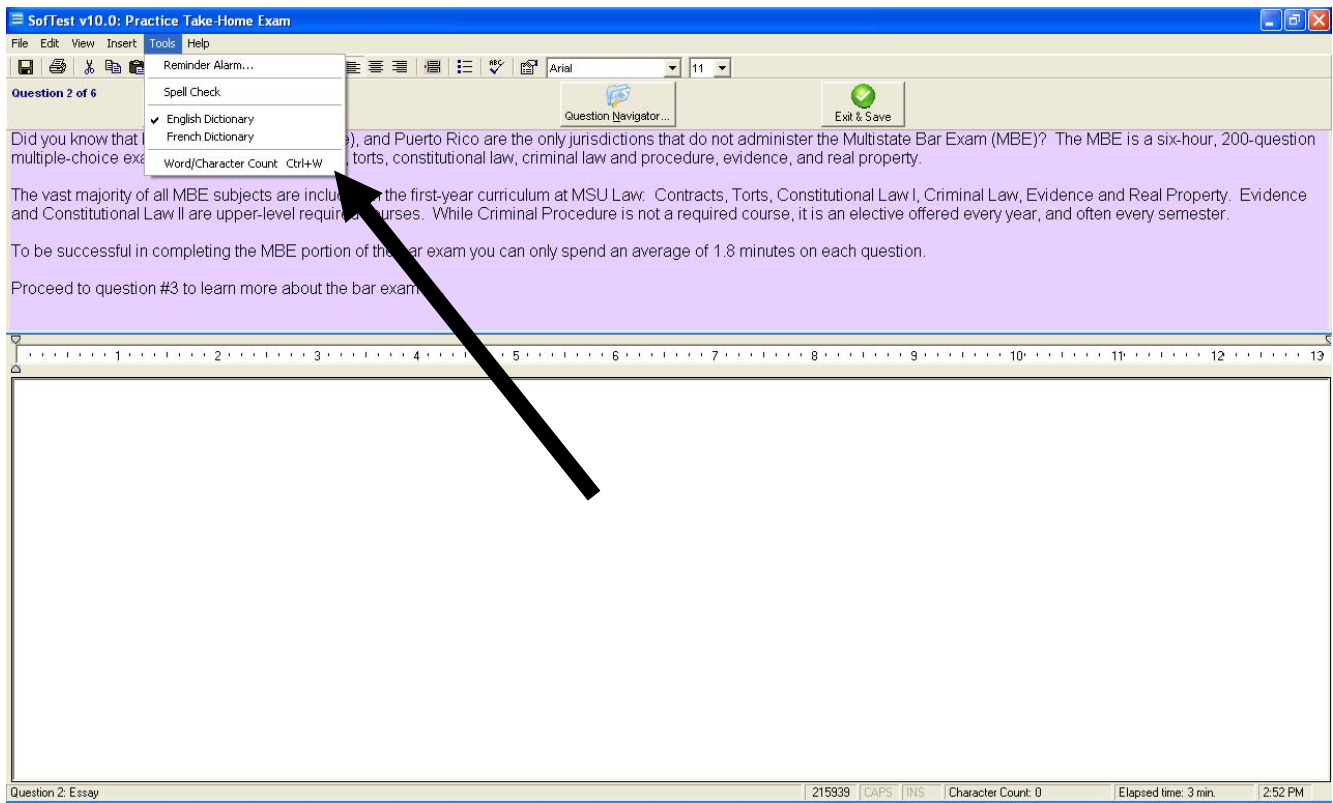 SofTest v10.0: Practice Take-Home Exam
File Edit View Insert Tools Help
Reminder Alarm...
ABC Arial 11
Question 2 of 6
Spell Check
Question Navigator... Exit & Save
English Dictionary
French Dictionary
Word/Character Count Ctrl+W
Did you know that ), and Puerto Rico are the only jurisdictions that do not administer the Multistate Bar Exam (MBE)? The MBE is a six-hour, 200-question
multiple-choice torts, constitutional law, criminal law and procedure, evidence, and real property.
The vast majority of all MBE subjects are the first-year curriculum at MSU Law: Contracts, Torts, Constitutional Law I, Criminal Law, Evidence and Real Property. Evidence
and Constitutional Law II are upper-level required courses. While Criminal Procedure is not a required course, it is an elective offered every year, and often every semester.
To be successful in completing the MBE portion of the bar exam you can only spend an average of 1.8 minutes on each question.
Proceed to question #3 to learn more about the bar exam
1 2 3 4 5 6 7 8 9 10 11 12 13
Question 2: Essay 215939 CAPS INS Character Count: 0 Elapsed time: 3 min. 2:52 PM